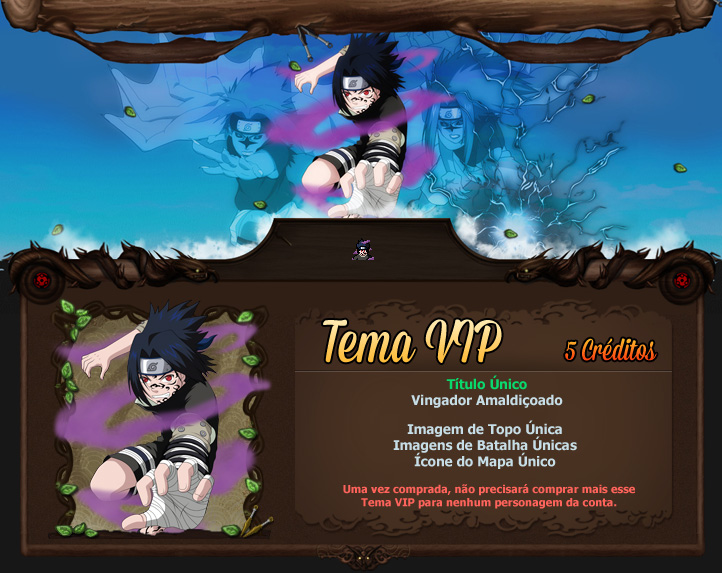 Tema VIP
5 Créditos
Título Único
Vingador Amaldiçoado
Imagem de Topo Única
Imagens de Batalha Únicas
Ícone do Mapa Único
Uma vez comprada, não precisará comprar mais esse
Tema VIP para nenhum personagem da conta.